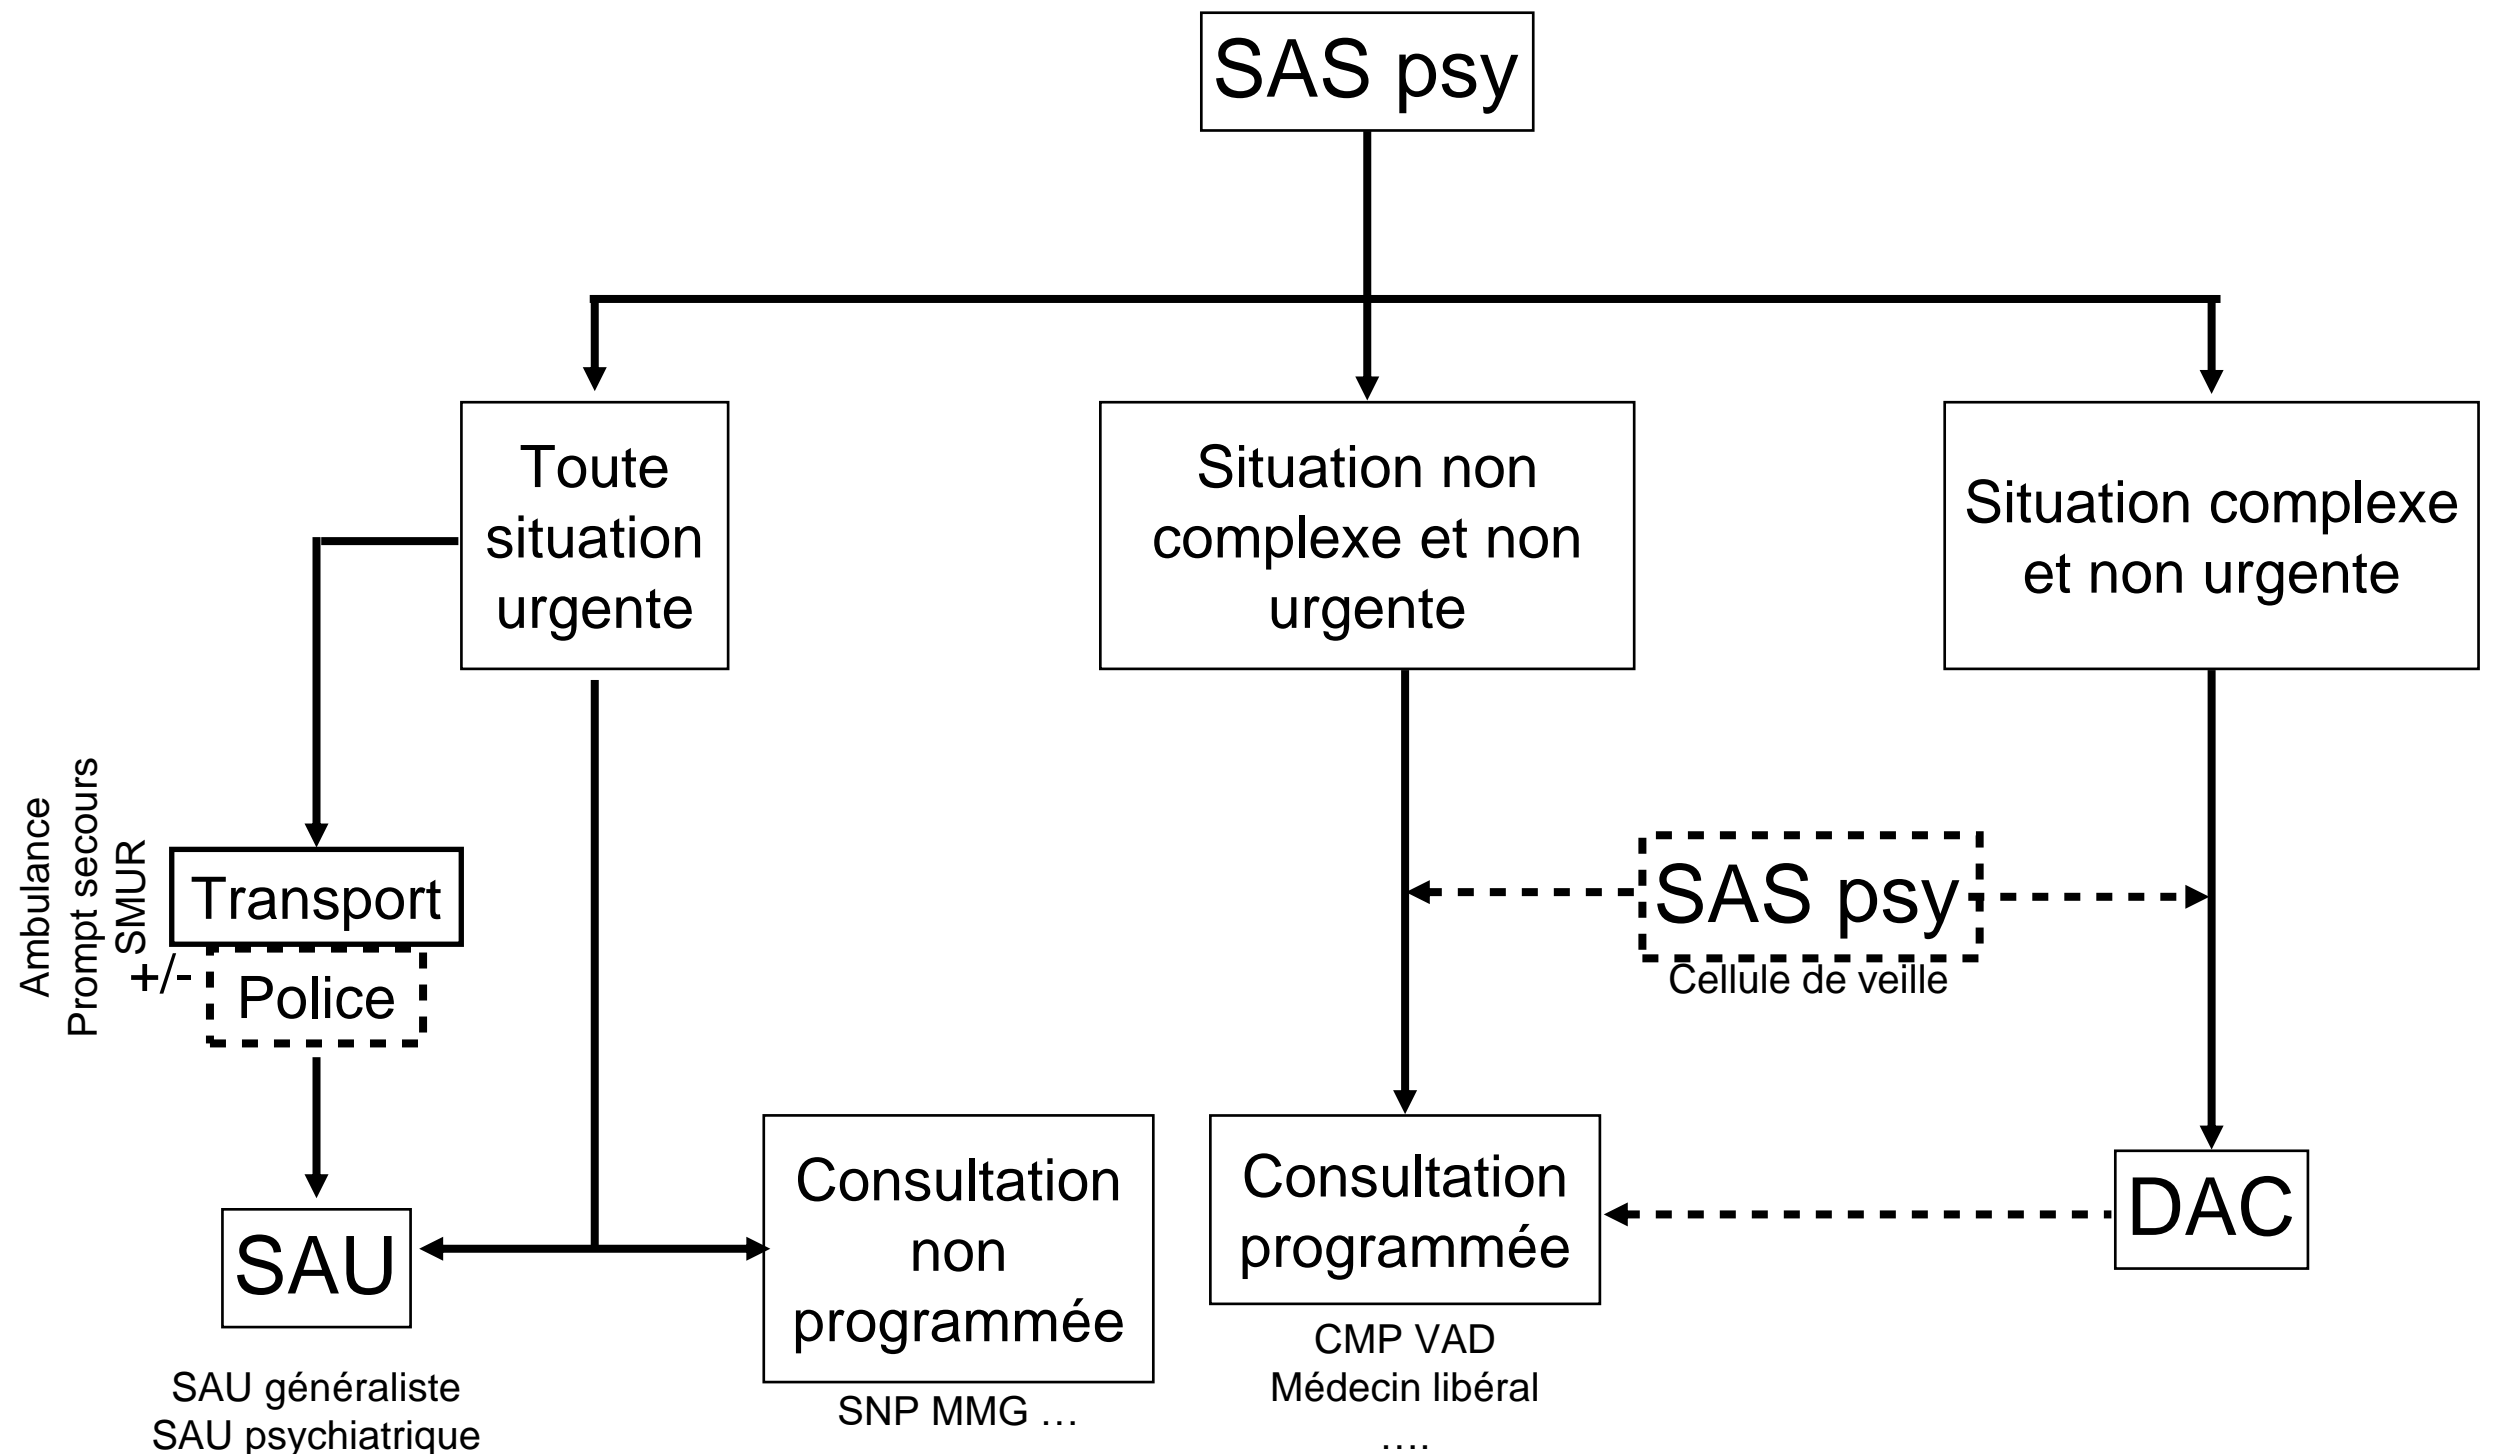 SAS psy
Toute
situation
urgente
Situation non
complexe et non
urgente
Situation complexe
et non urgente
Ambulance
Prompt secours
SMUR
Transport
+/-
Police
SAS psy
Cellule de veille
SAU
SAU généraliste
SAU psychiatrique
Consultation
non
programmée
SNP MMG …
Consultation
programmée
CMP VAD
Médecin libéral
….
DAC